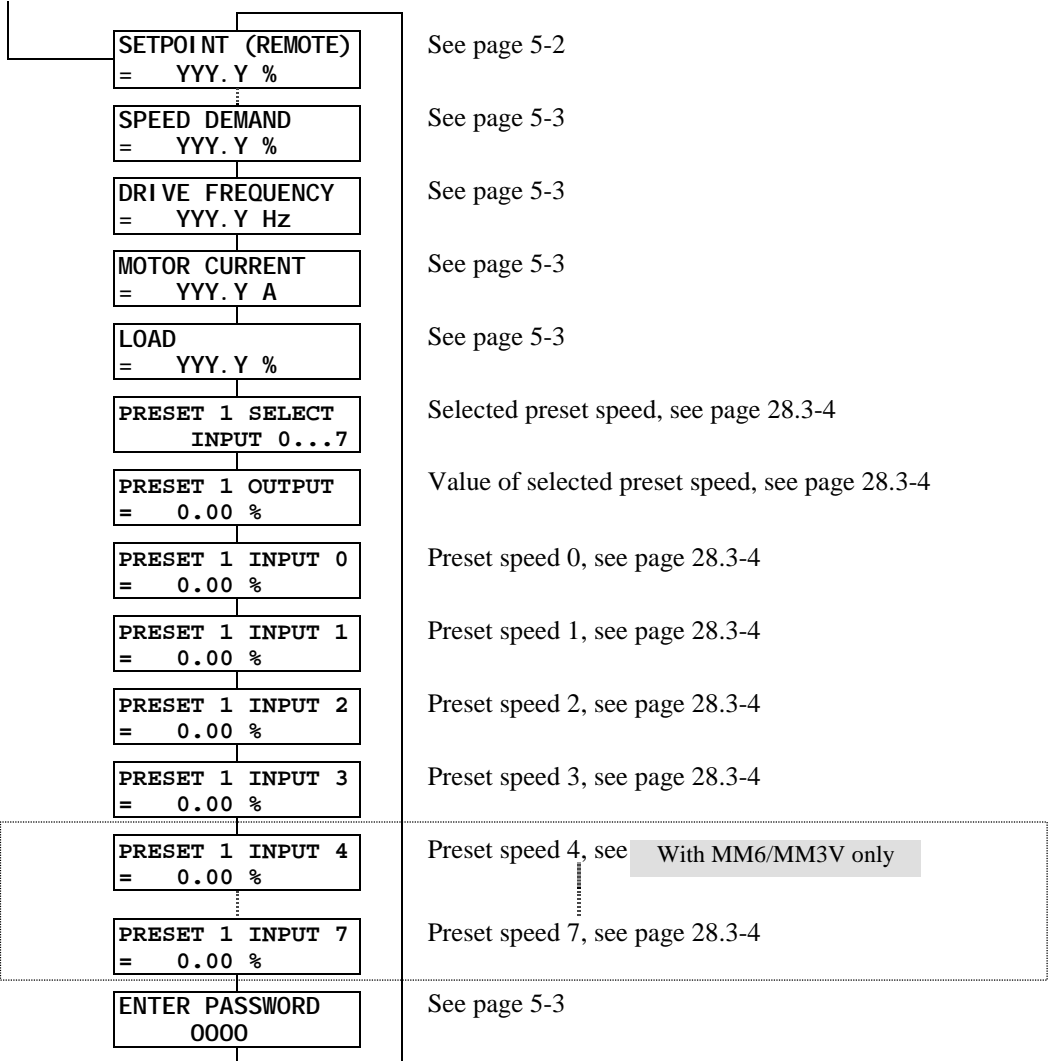 SETPOINT (REMOTE)
= YYY.Y %
See page 5-2
SPEED DEMAND
= YYY.Y %
See page 5-3
DRIVE FREQUENCY
= YYY.Y Hz
See page 5-3
MOTOR CURRENT
= YYY.Y A
See page 5-3
LOAD
= YYY.Y %
See page 5-3
PRESET 1 SELECT
INPUT 0...7
Selected preset speed, see page 28.3-4
PRESET 1 OUTPUT
= 0.00 %
Value of selected preset speed, see page 28.3-4
PRESET 1 INPUT 0
= 0.00 %
Preset speed 0, see page 28.3-4
PRESET 1 INPUT 1
= 0.00 %
Preset speed 1, see page 28.3-4
PRESET 1 INPUT 2
= 0.00 %
Preset speed 2, see page 28.3-4
PRESET 1 INPUT 3
= 0.00 %
Preset speed 3, see page 28.3-4
PRESET 1 INPUT 4
= 0.00 %
Preset speed 4, see
With MM6/MM3V only
PRESET 1 INPUT 7
= 0.00 %
Preset speed 7, see page 28.3-4
ENTER PASSWORD
0000
See page 5-3